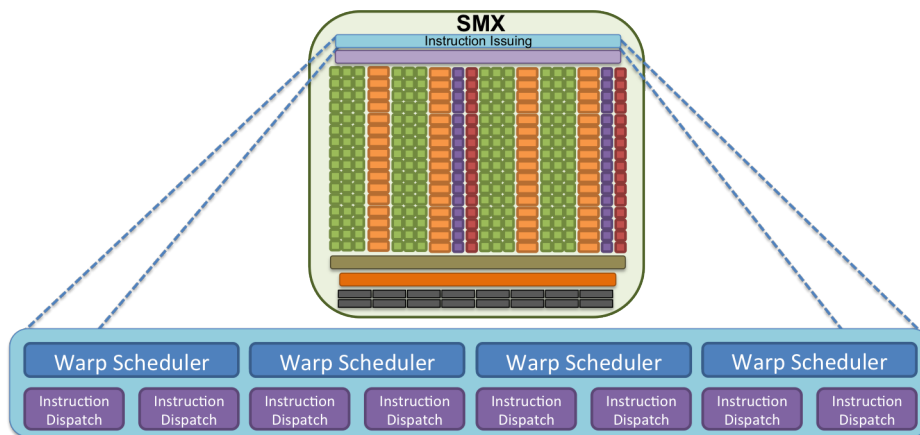 SMX
Instruction Issuing
Warp Scheduler Warp Scheduler Warp Scheduler Warp Scheduler
Instruction Instruction Instruction Instruction Instruction Instruction Instruction Instruction
Dispatch Dispatch Dispatch Dispatch Dispatch Dispatch Dispatch Dispatch